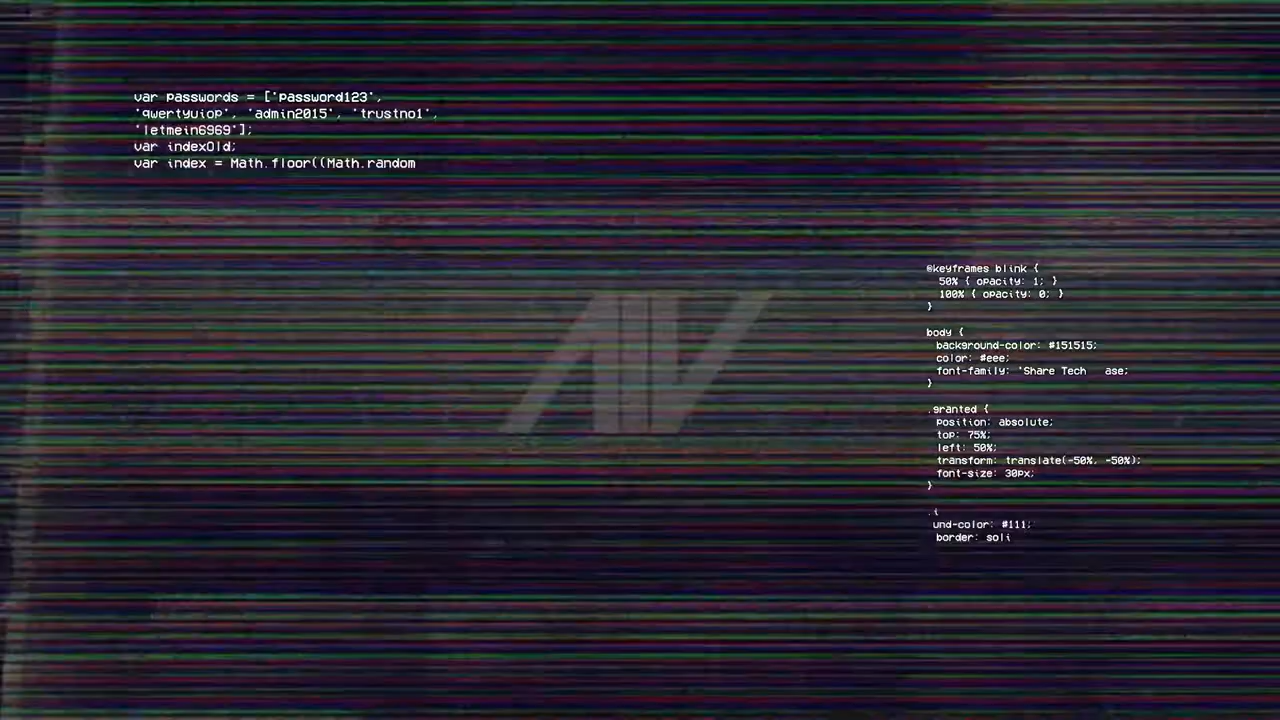 var passwords = ['password123',
'qwertyuiop', 'admin2015', 'trustno1',
'letmein6969'];
var indexOld;
var index = Math.floor((Math.random
@keyframes blink {
50% { opacity: 1; }
100% { opacity: 0; }
}
body {
background-color: #151515;
color: #eee;
font-family: 'Share Tech ase;
}
.granted {
position: absolute;
top: 75%;
left: 50%;
transform: translate(-50%, -50%);
font-size: 30px;
}
.{
und-color: #111;
border: soli